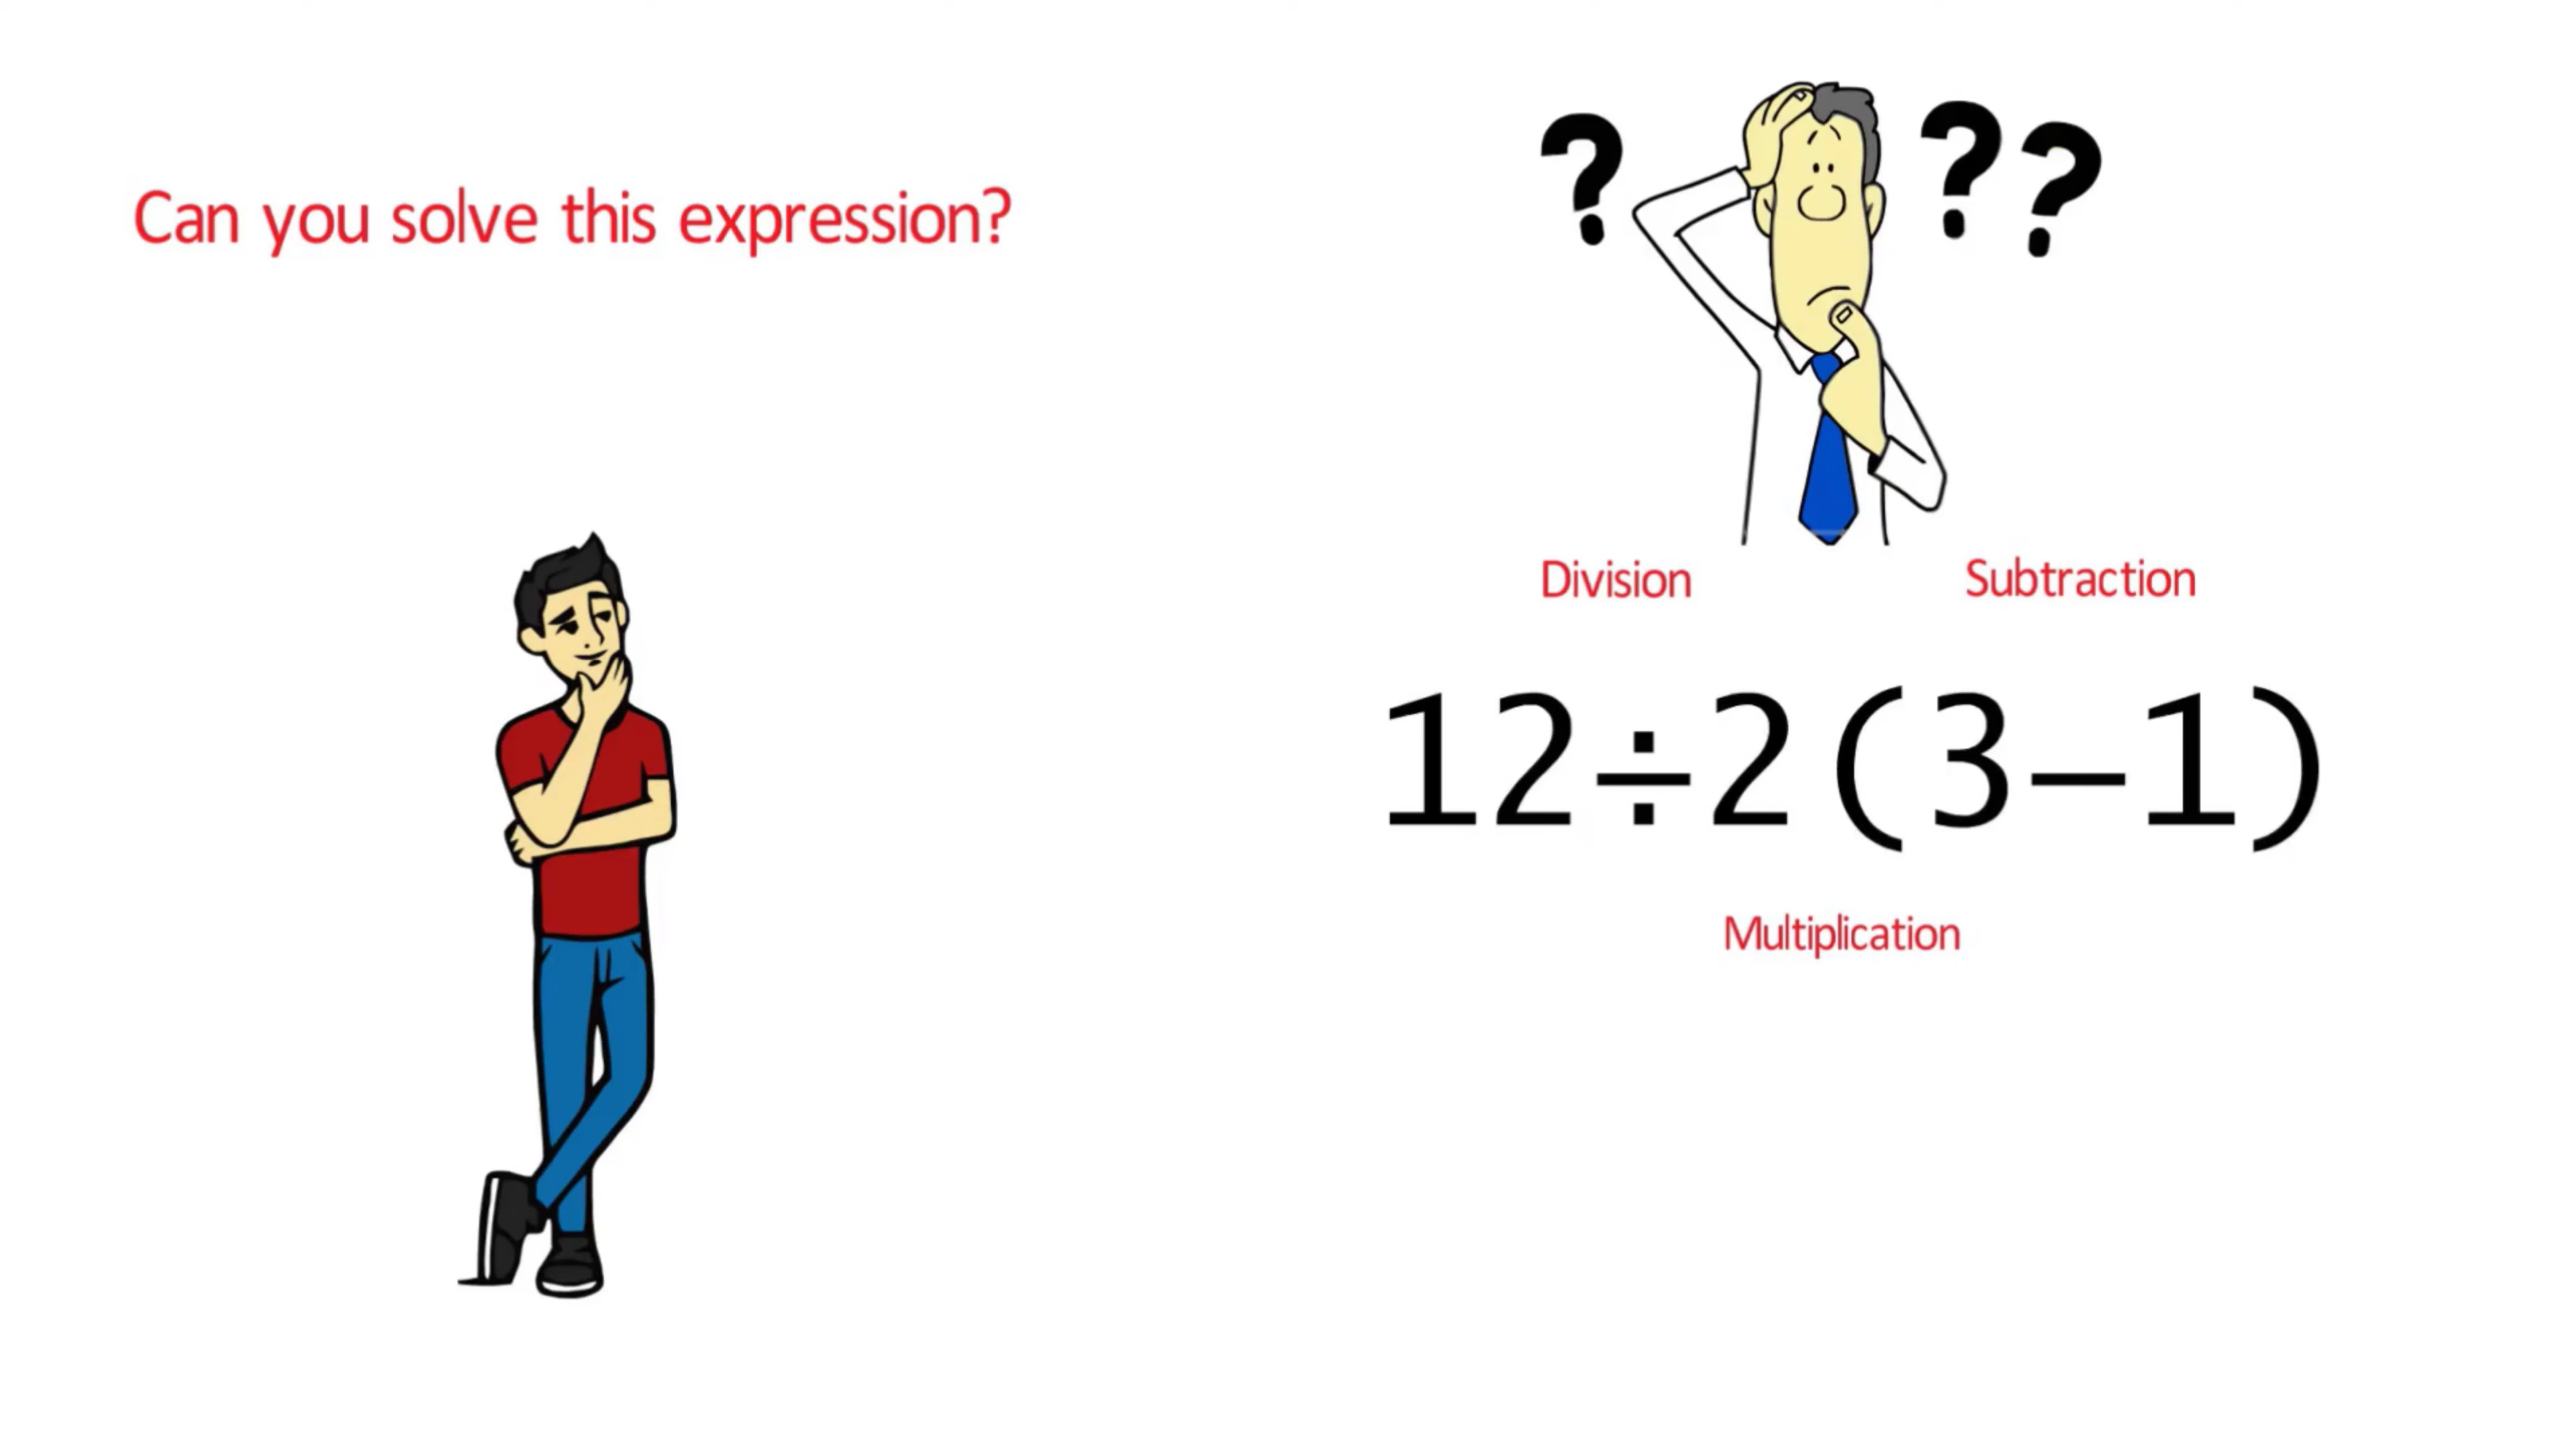 Can you solve this expression?
? ??
Division Subtraction
12÷2(3−1)
Multiplication